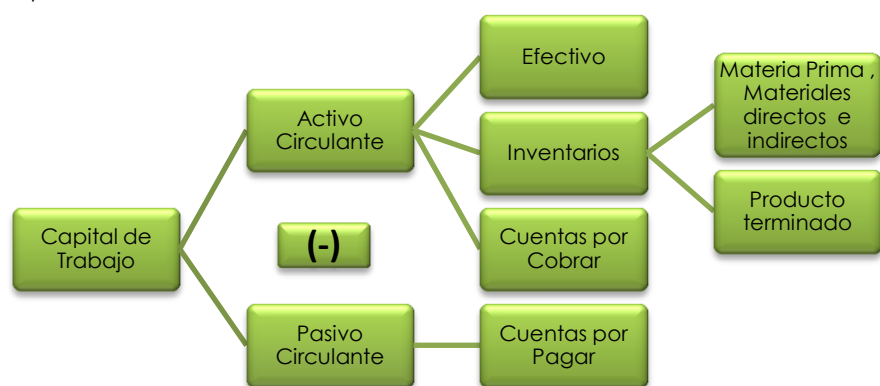 Efectivo
Materia Prima ,
Materiales
directos e
indirectos
Activo
Circulante
Inventarios
Producto
terminado
Capital de
Trabajo
(-)
Cuentas por
Cobrar
Pasivo
Circulante
Cuentas por
Pagar